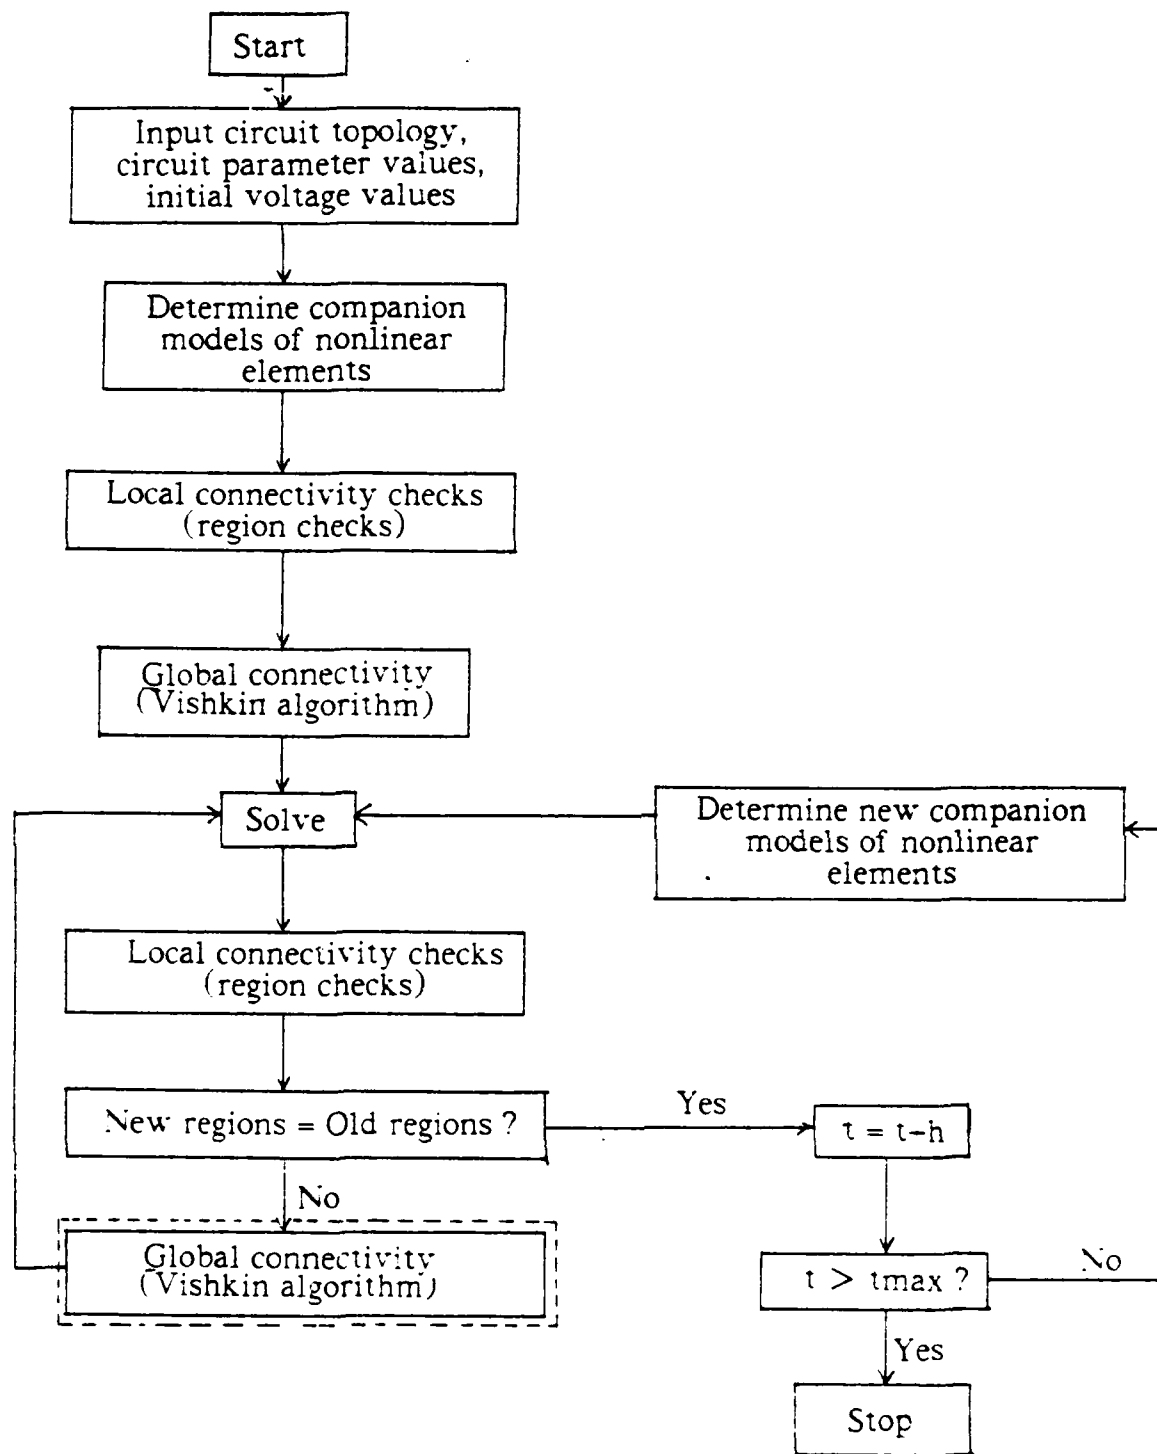 Start
Input circuit topology,
circuit parameter values,
initial voltage values
Determine companion
models of nonlinear
elements
Local connectivity checks
(region checks)
Global connectivity
(Vishkin algorithm)
Solve
Determine new companion
models of nonlinear
elements
Local connectivity checks
(region checks)
New regions = Old regions ?
Yes
t = t-h
No
Global connectivity
(Vishkin algorithm)
t > tmax ?
No
Yes
Stop